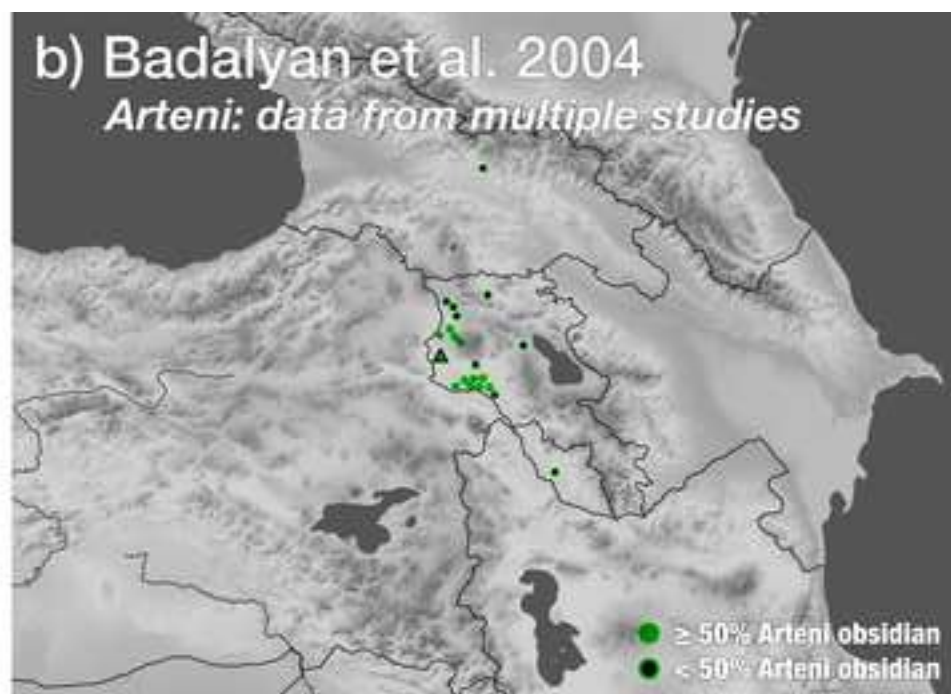 b) Badalyan et al. 2004
Arteni: data from multiple studies
≥ 50% Arteni obsidian
< 50% Arteni obsidian